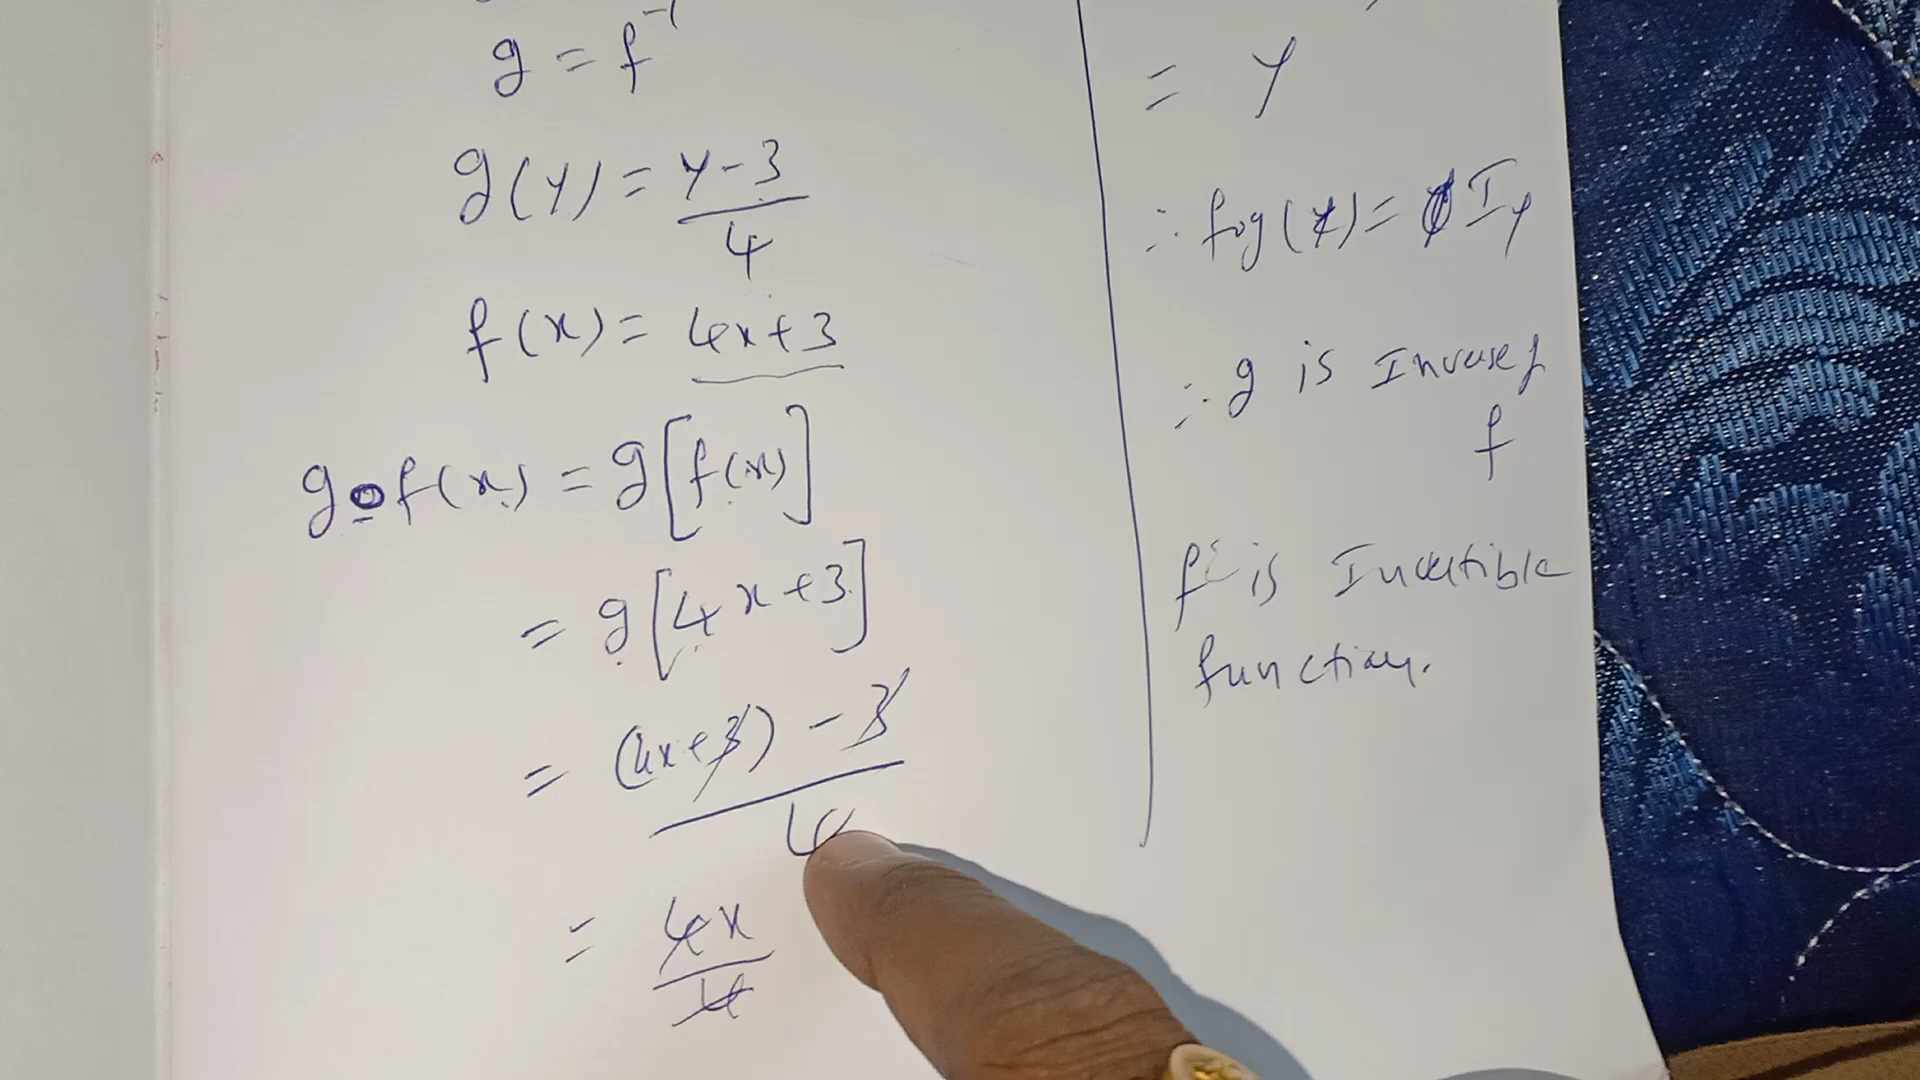 g = f⁻¹
g(y) = y-3/4
f(x) = 4x+3
gof(x) = g[f(x)]
= g[4x+3]
= (4x+3) - 3/4
= 4x/4
= y
∴ fog(y) = I_y
∴ g is Inverse of
f
f is Invertible
function.